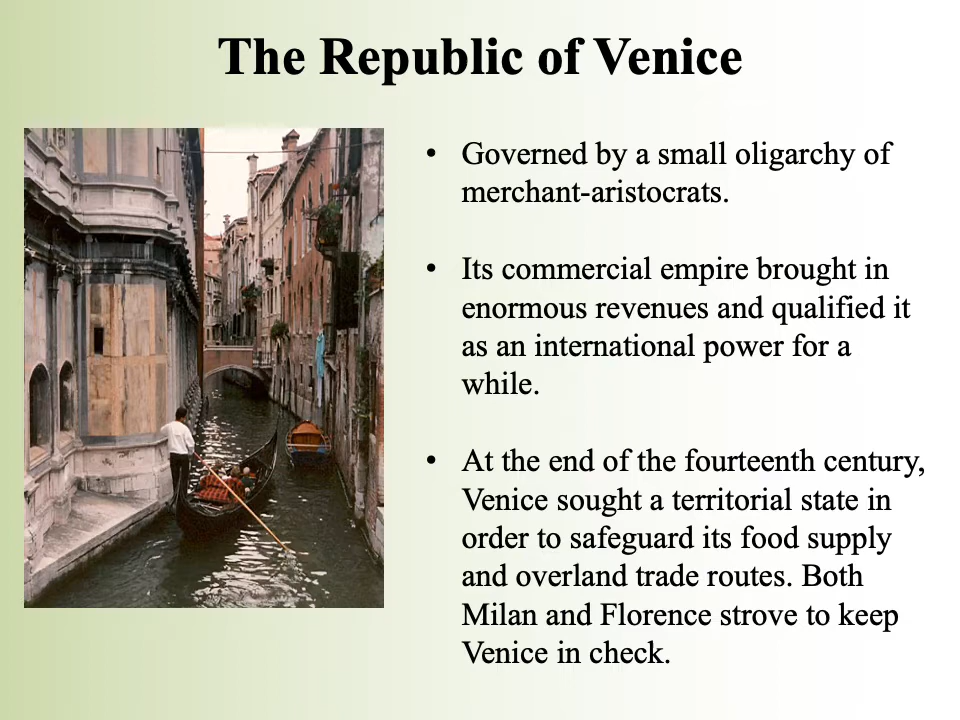 The Republic of Venice
• Governed by a small oligarchy of
merchant-aristocrats.
• Its commercial empire brought in
enormous revenues and qualified it
as an international power for a
while.
• At the end of the fourteenth century,
Venice sought a territorial state in
order to safeguard its food supply
and overland trade routes. Both
Milan and Florence strove to keep
Venice in check.